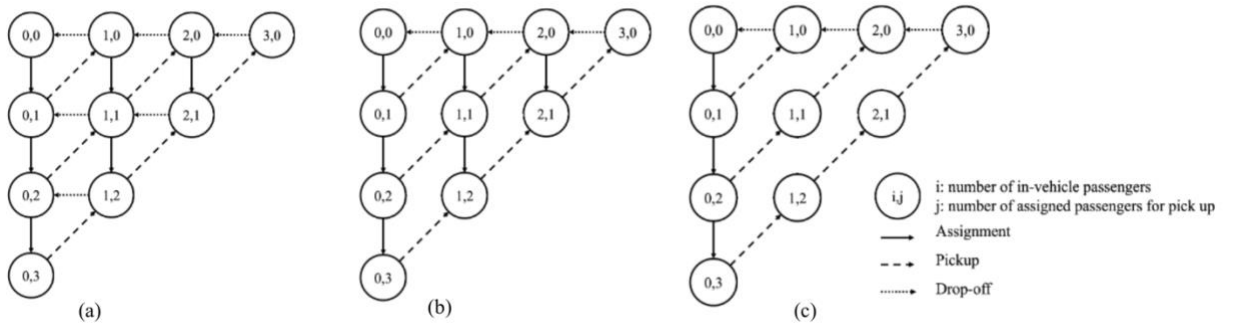 0,0 1,0 2,0 3,0
0,1 1,1 2,1
0,2 1,2
0,3
(a)
0,0 1,0 2,0 3,0
0,1 1,1 2,1
0,2 1,2
0,3
(b)
0,0 1,0 2,0 3,0
0,1 1,1 2,1
0,2 1,2
0,3
(c)
i,j
i: number of in-vehicle passengers
j: number of assigned passengers for pick up
Assignment
Pickup
Drop-off